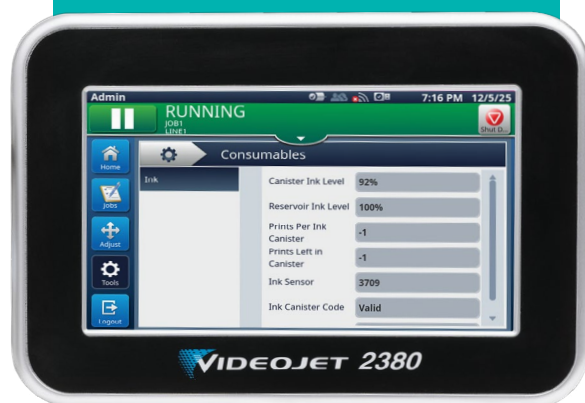 Admin
7:16 PM 12/5/25
RUNNING
JOB1
LINE1
Shut D...
Home
Consumables
Ink
Canister Ink Level 92%
Jobs
Reservoir Ink Level 100%
Prints Per Ink Canister -1
Adjust
Prints Left in Canister -1
Tools
Ink Sensor 3709
Ink Canister Code Valid
Logout
VIDEOJET 2380